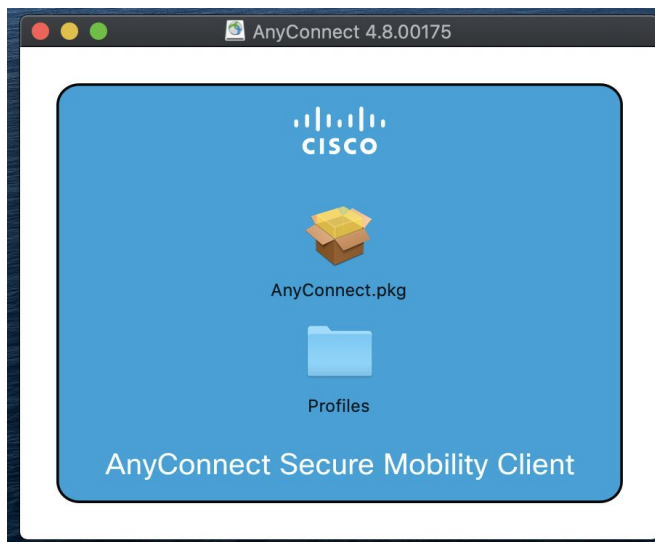 AnyConnect 4.8.00175
CISCO
AnyConnect.pkg
Profiles
AnyConnect Secure Mobility Client